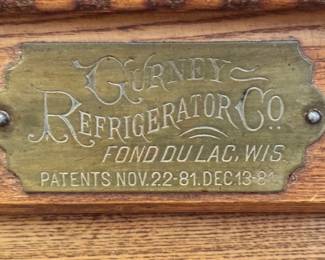 GURNEY
REFRIGERATOR CO.
FOND DU LAC, WIS.
PATENTS NOV. 22-81. DEC. 13-81